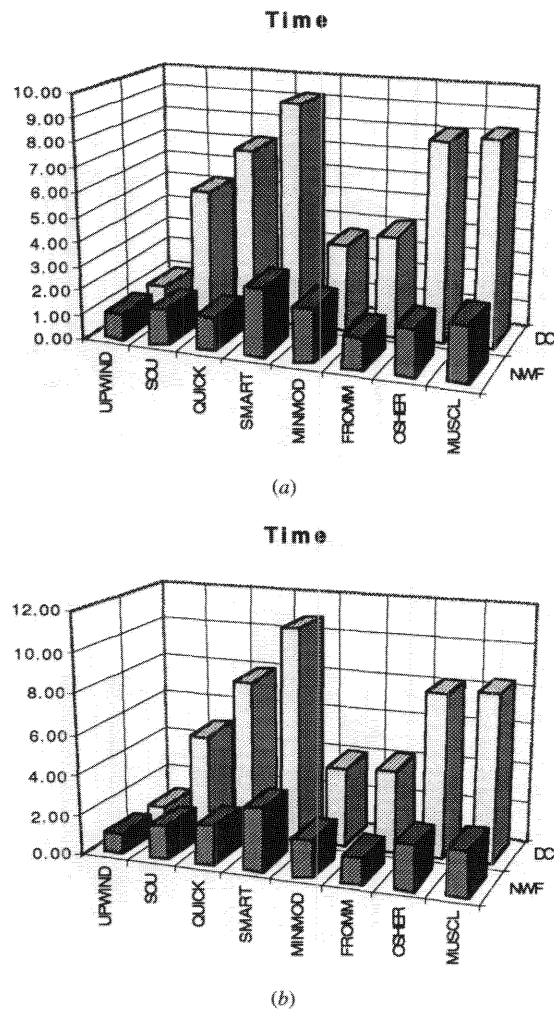 Time
10.00
9.00
8.00
7.00
6.00
5.00
4.00
3.00
2.00
1.00
0.00
UPWIND
SOU
QUICK
SMART
MINMOD
FROMM
OSHER
MUSCL
NWF
DC
(a)
Time
12.00
10.00
8.00
6.00
4.00
2.00
0.00
UPWIND
SOU
QUICK
SMART
MINMOD
FROMM
OSHER
MUSCL
NWF
DC
(b)